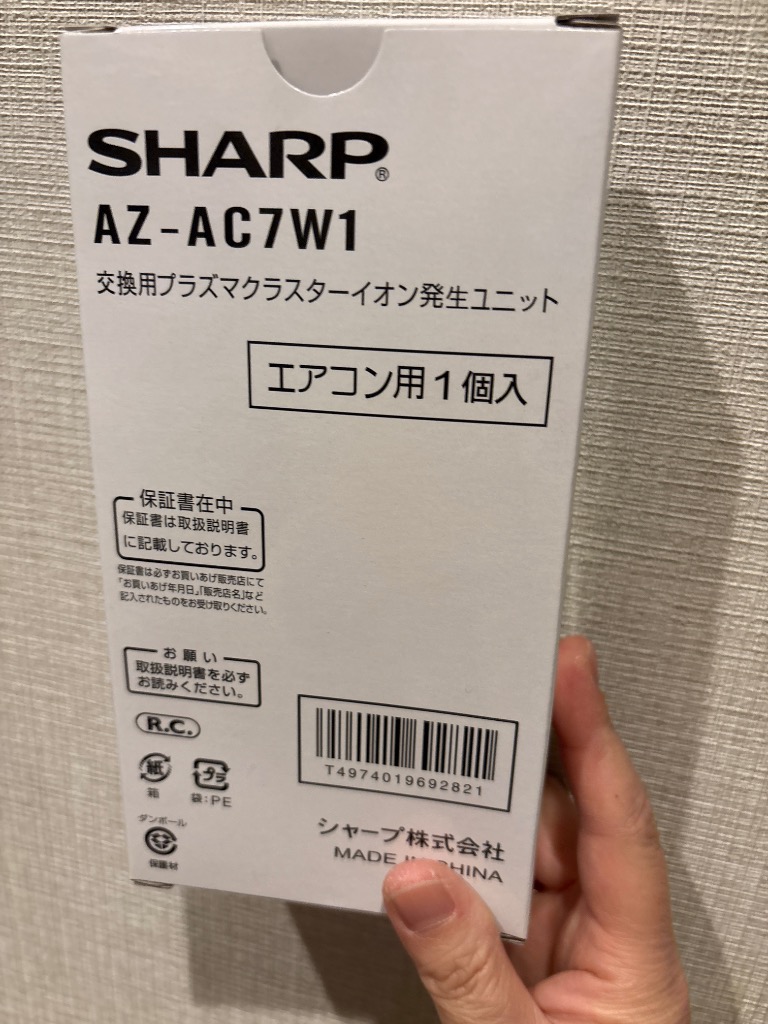 SHARP®
AZ-AC7W1
交換用プラズマクラスターイオン発生ユニット
エアコン用1個入
保証書在中
保証書は取扱説明書
に記載しております。
保証書は必ずお買いあげ販売店にて
「お買いあげ年月日」「販売店名」など
記入されたものをお受け取りください。
お願い
取扱説明書を必ず
お読みください。
R.C.
紙
箱
プラ
袋:PE
ダンボール
保護材
T4974019692821
シャープ株式会社
MADE IN CHINA